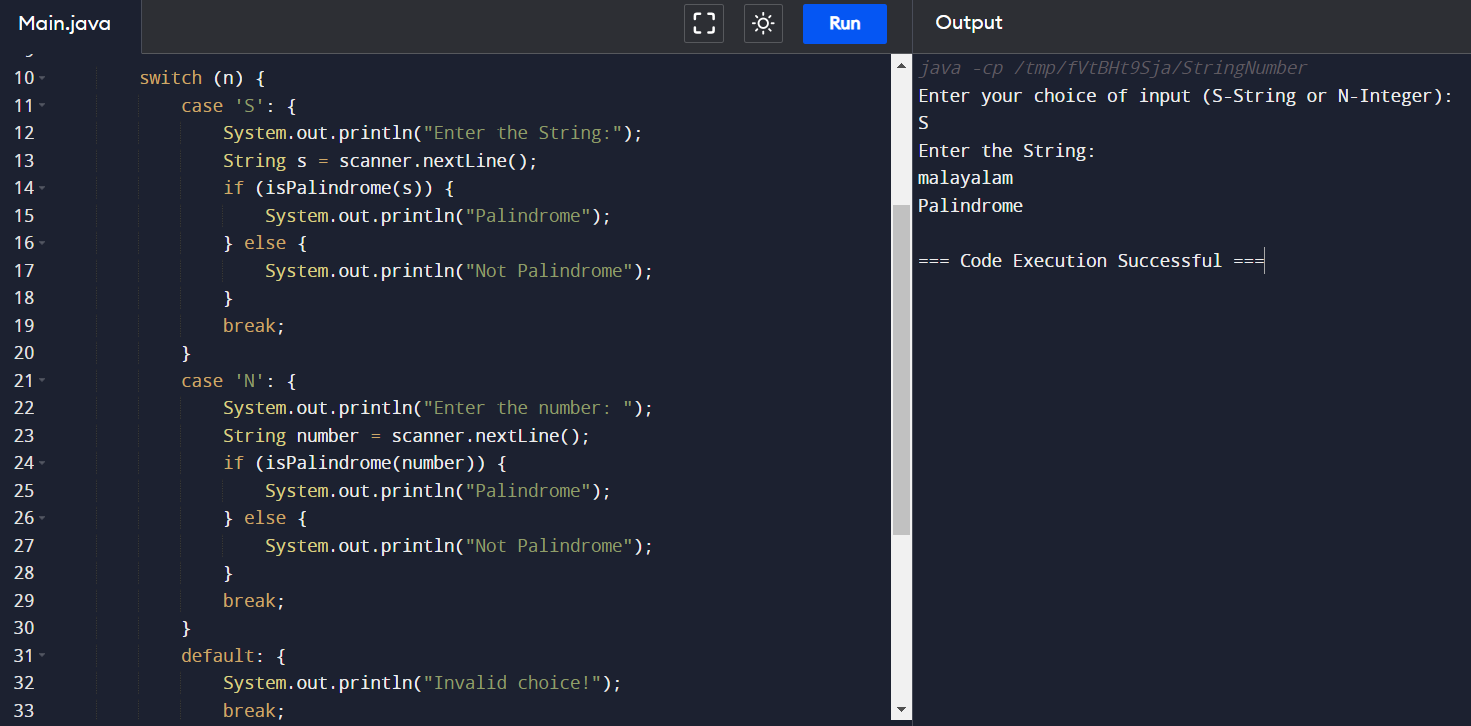 Main.java
Run
Output
10 switch (n) {
11 case 'S': {
12 System.out.println("Enter the String:");
13 String s = scanner.nextLine();
14 if (isPalindrome(s)) {
15 System.out.println("Palindrome");
16 } else {
17 System.out.println("Not Palindrome");
18 }
19 break;
20 }
21 case 'N': {
22 System.out.println("Enter the number: ");
23 String number = scanner.nextLine();
24 if (isPalindrome(number)) {
25 System.out.println("Palindrome");
26 } else {
27 System.out.println("Not Palindrome");
28 }
29 break;
30 }
31 default: {
32 System.out.println("Invalid choice!");
33 break;
java -cp /tmp/fVtBHt9Sja/StringNumber
Enter your choice of input (S-String or N-Integer):
S
Enter the String:
malayalam
Palindrome
=== Code Execution Successful ===